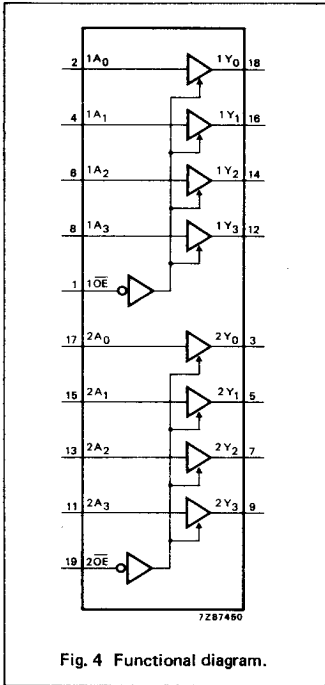 2 1A0 1Y0 18
4 1A1 1Y1 16
6 1A2 1Y2 14
8 1A3 1Y3 12
1 1OE
17 2A0 2Y0 3
15 2A1 2Y1 5
13 2A2 2Y2 7
11 2A3 2Y3 9
19 2OE
7Z87450
Fig. 4 Functional diagram.